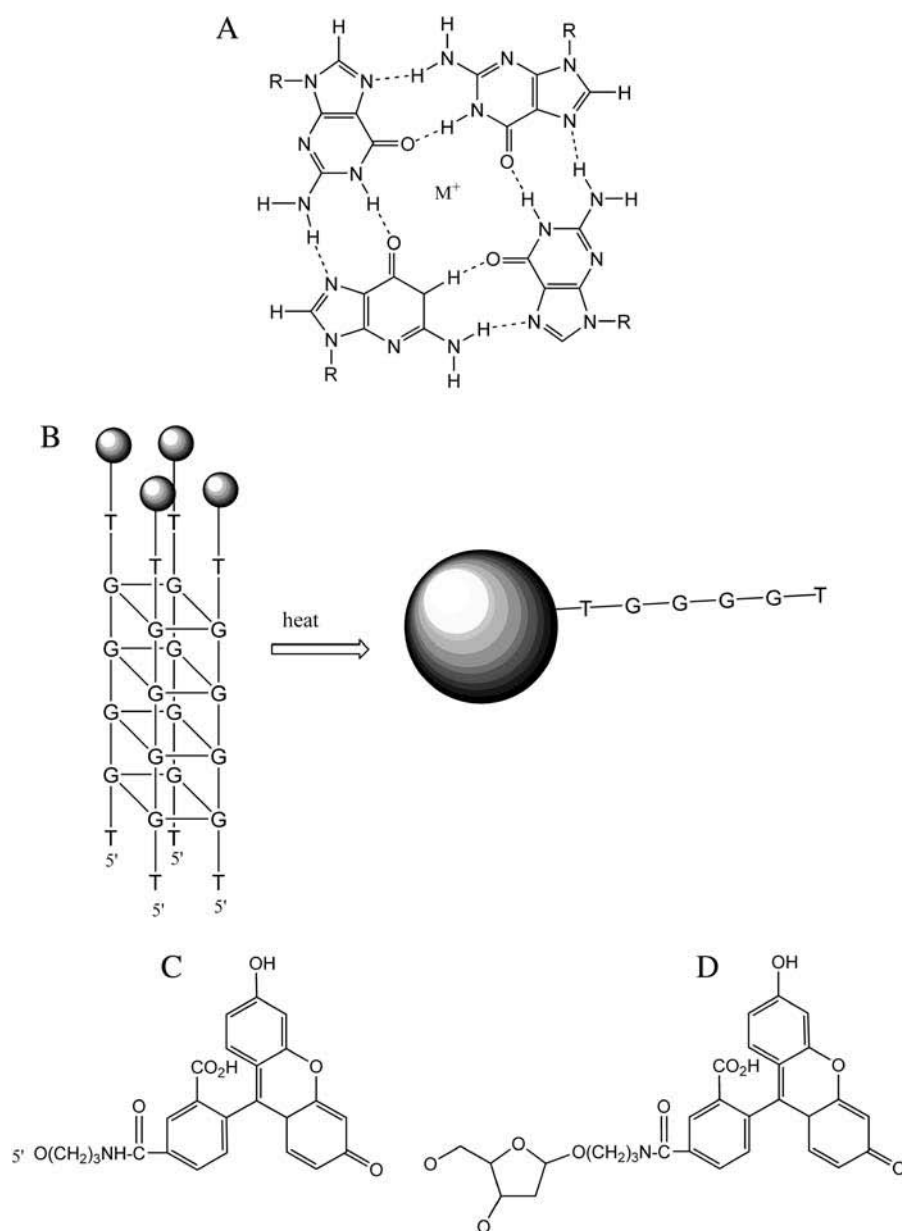 A
H H R
N N N
R N N H H
N N
H
N O
O
N H
M⁺
H N H H N H
H N
O
O N
N H
H N N R
H
N N N
R H
B
T T
T T
G G T G G G G T
heat
G G
G G
G G
G G
G G
G G
G G
T T
5' 5'
T T
5' 5'
C D
OH OH
CO₂H O CO₂H O
O O
5' O(CH₂)₃NH-C O O O(CH₂)₃N C O
O
O